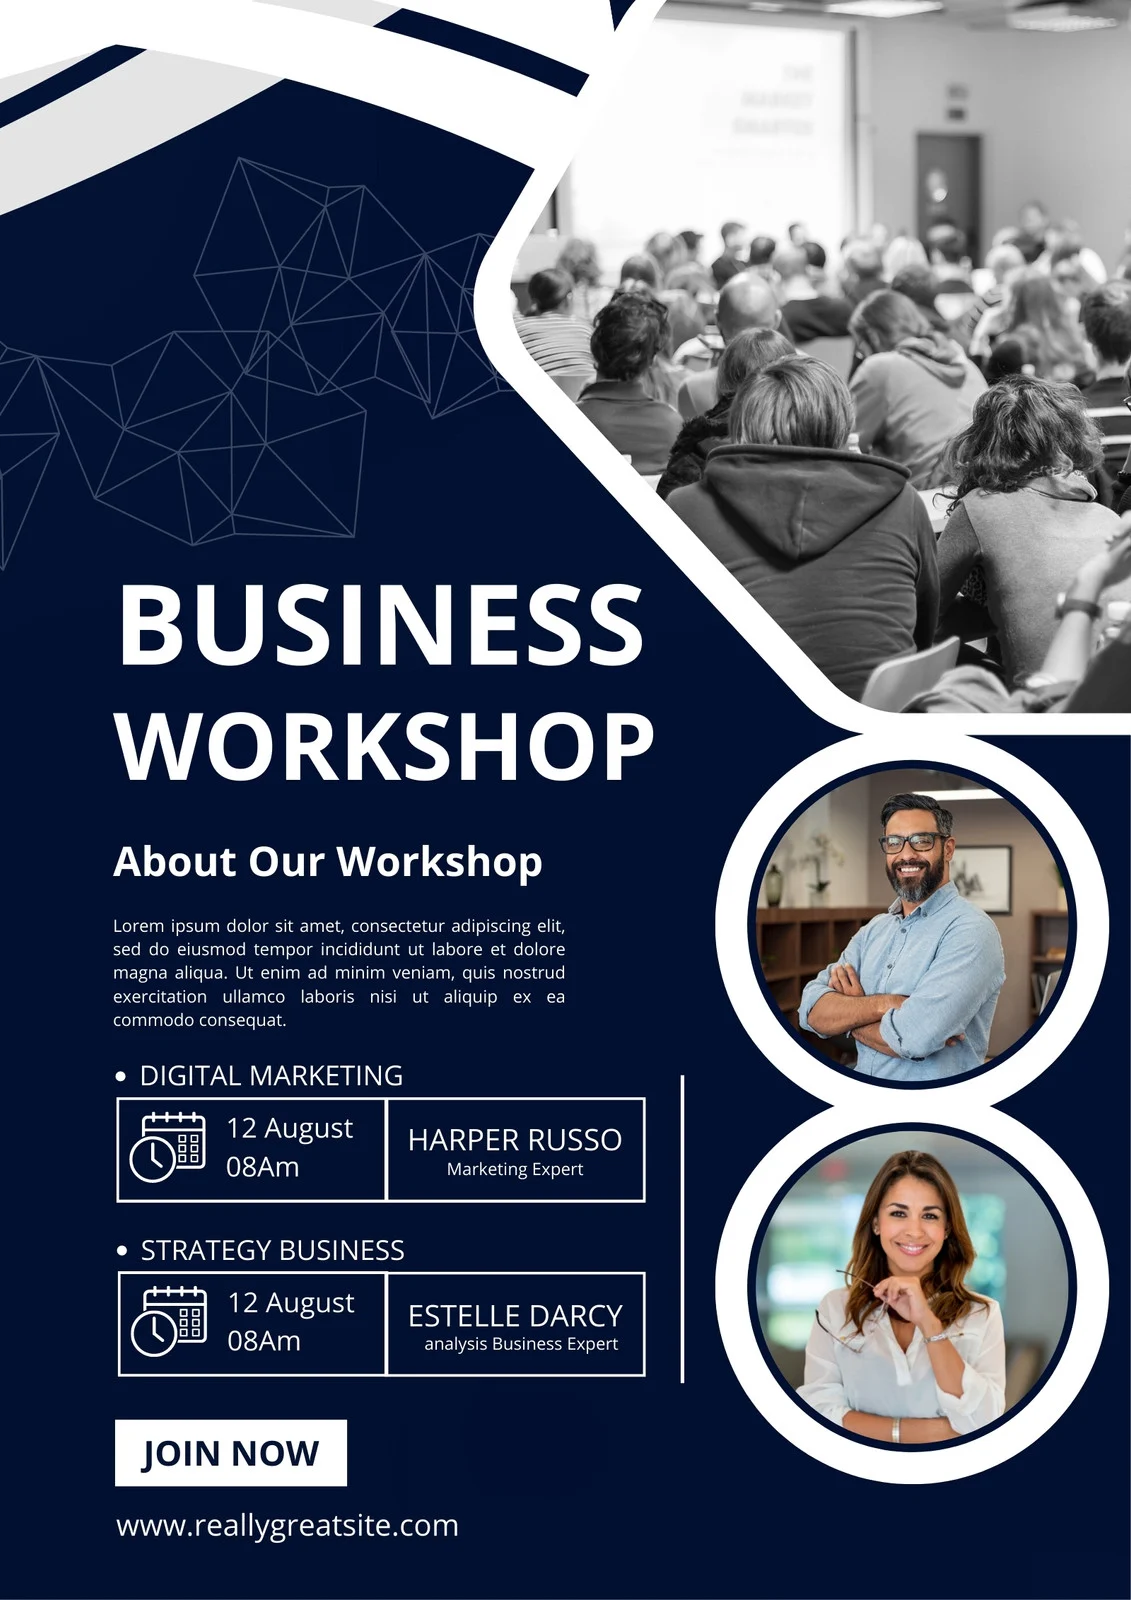 BUSINESS
WORKSHOP
About Our Workshop
Lorem ipsum dolor sit amet, consectetur adipiscing elit,
sed do eiusmod tempor incididunt ut labore et dolore
magna aliqua. Ut enim ad minim veniam, quis nostrud
exercitation ullamco laboris nisi ut aliquip ex ea
commodo consequat.
• DIGITAL MARKETING
12 August
08Am
HARPER RUSSO
Marketing Expert
• STRATEGY BUSINESS
12 August
08Am
ESTELLE DARCY
analysis Business Expert
JOIN NOW
www.reallygreatsite.com